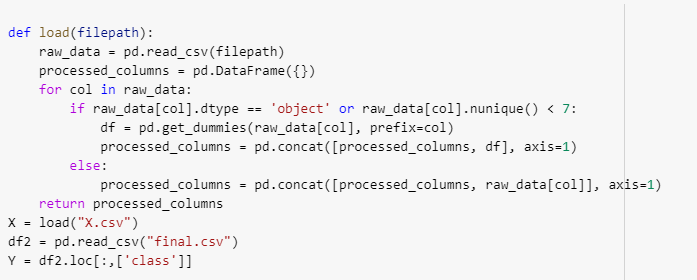 def load(filepath):
    raw_data = pd.read_csv(filepath)
    processed_columns = pd.DataFrame({})
    for col in raw_data:
        if raw_data[col].dtype == 'object' or raw_data[col].nunique() < 7:
            df = pd.get_dummies(raw_data[col], prefix=col)
            processed_columns = pd.concat([processed_columns, df], axis=1)
        else:
            processed_columns = pd.concat([processed_columns, raw_data[col]], axis=1)
    return processed_columns
X = load("X.csv")
df2 = pd.read_csv("final.csv")
Y = df2.loc[:,['class']]